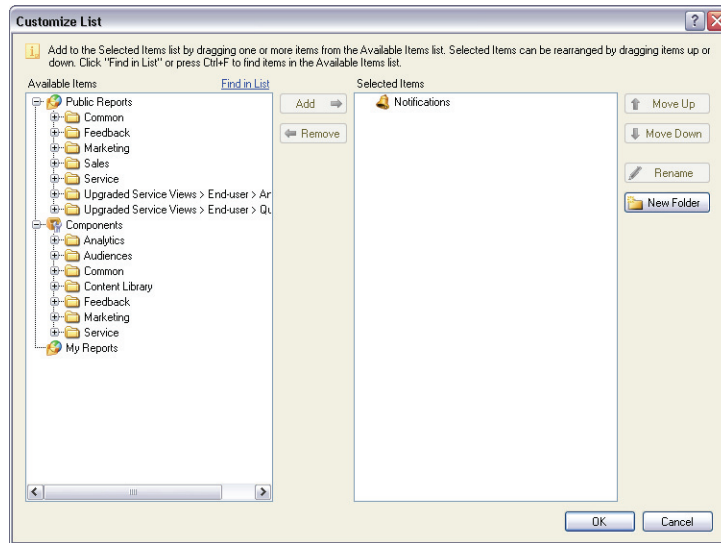 Customize List
Add to the Selected Items list by dragging one or more items from the Available Items list. Selected Items can be rearranged by dragging items up or
down. Click "Find in List" or press Ctrl+F to find items in the Available Items list.
Available Items Find in List Selected Items
Public Reports
Common
Feedback
Marketing
Sales
Service
Upgraded Service Views > End-user > Ar
Upgraded Service Views > End-user > Qu
Components
Analytics
Audiences
Common
Content Library
Feedback
Marketing
Service
My Reports
Add
Remove
Notifications
Move Up
Move Down
Rename
New Folder
OK Cancel